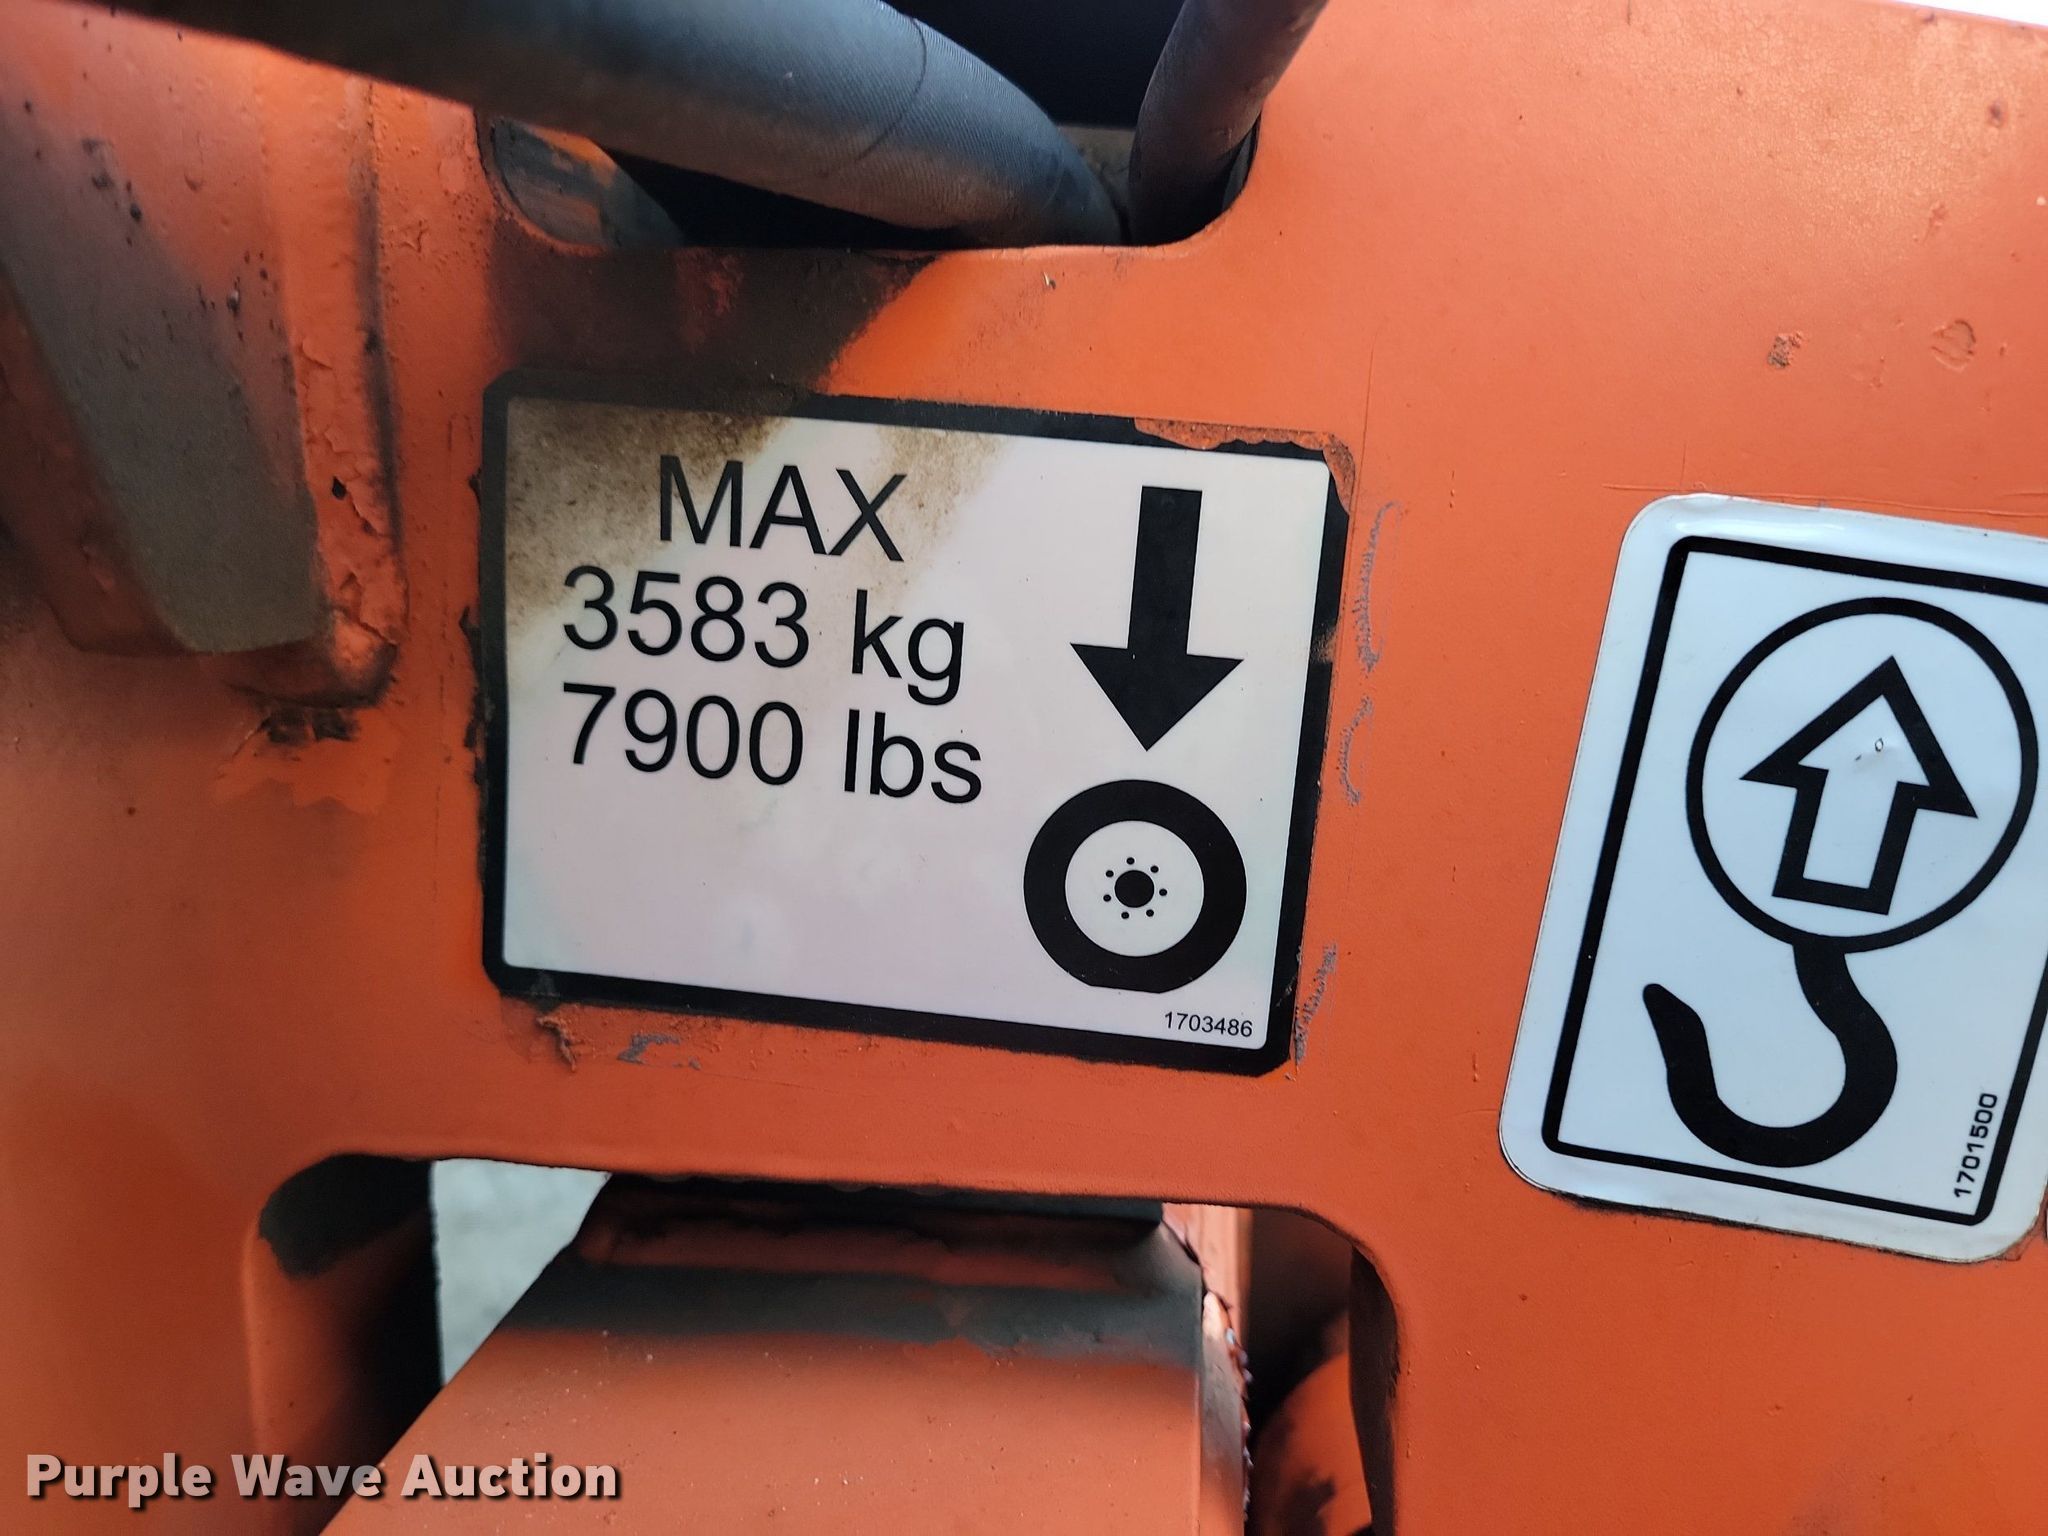 MAX
3583 kg
7900 lbs
1703486
1701500
Purple Wave Auction